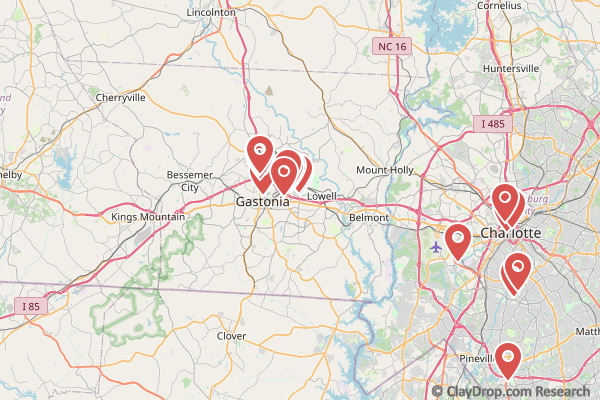 Lincolnton
Cornelius
NC 16
Huntersville
Cherryville
I 485
Shelby
Bessemer
City
Mount Holly
Lowell
Gastonia
Kings Mountain
Belmont
Charlotte
I 85
Clover
Matth
Pineville
© ClayDrop.com Research